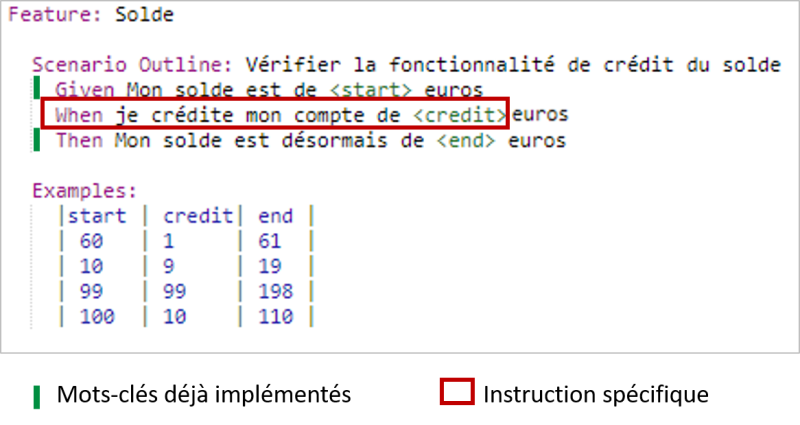 Feature: Solde
Scenario Outline: Vérifier la fonctionnalité de crédit du solde
Given Mon solde est de <start> euros
When je crédite mon compte de <credit> euros
Then Mon solde est désormais de <end> euros
Examples:
|start | credit| end |
| 60 | 1 | 61 |
| 10 | 9 | 19 |
| 99 | 99 | 198 |
| 100 | 10 | 110 |
Mots-clés déjà implémentés
Instruction spécifique